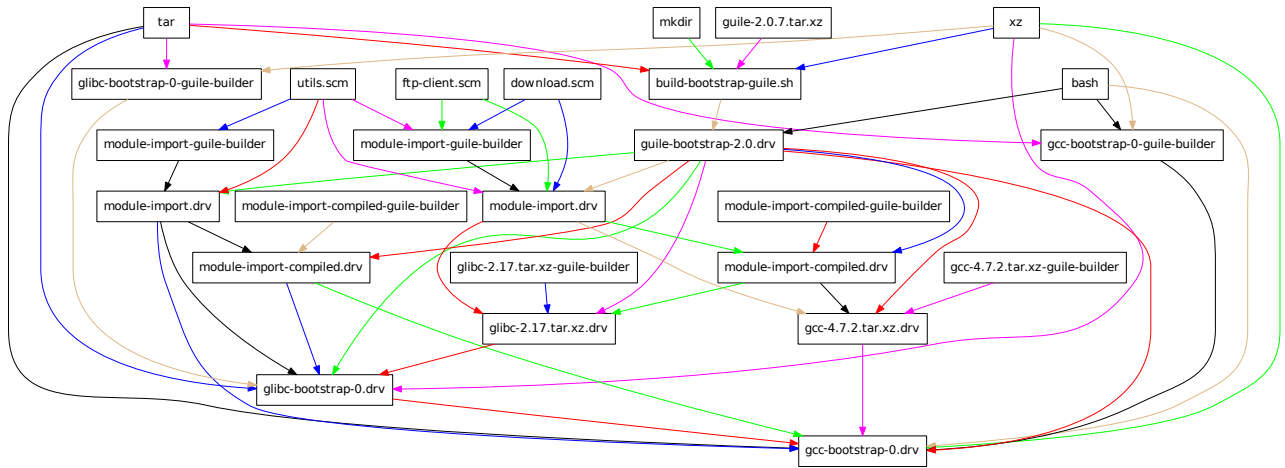 tar
mkdir
guile-2.0.7.tar.xz
xz
glibc-bootstrap-0-guile-builder
utils.scm
ftp-client.scm
download.scm
build-bootstrap-guile.sh
bash
module-import-guile-builder
module-import-guile-builder
guile-bootstrap-2.0.drv
gcc-bootstrap-0-guile-builder
module-import.drv
module-import-compiled-guile-builder
module-import.drv
module-import-compiled-guile-builder
module-import-compiled.drv
glibc-2.17.tar.xz-guile-builder
module-import-compiled.drv
gcc-4.7.2.tar.xz-guile-builder
glibc-2.17.tar.xz.drv
gcc-4.7.2.tar.xz.drv
glibc-bootstrap-0.drv
gcc-bootstrap-0.drv